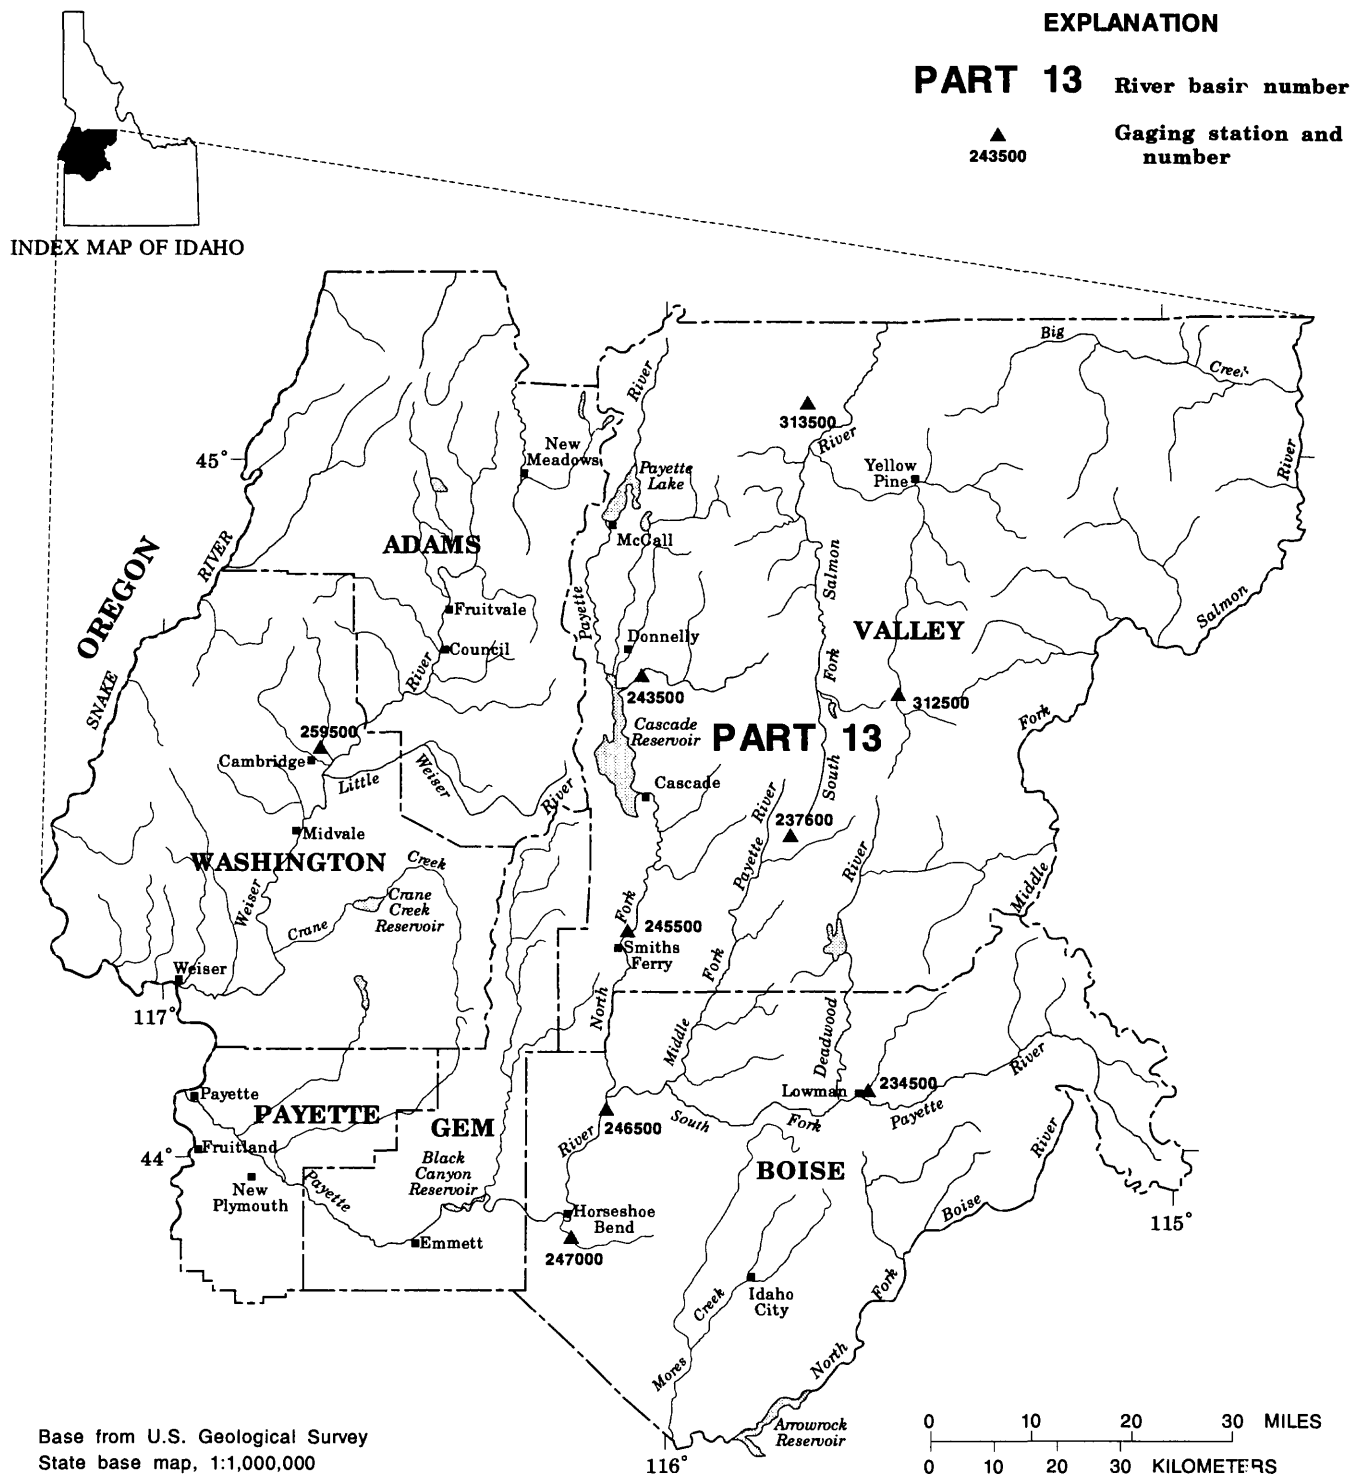 EXPLANATION
PART 13 River basin number
243500
Gaging station and
number
INDEX MAP OF IDAHO
Big
Creek
River
313500
River
River
New
Meadows
45°
Payette
Lake
Yellow
Pine
McCall
ADAMS
OREGON
RIVER
SNAKE
Salmon
Salmon
Fruitvale
Payette
Donnelly
VALLEY
Council
River
Fork
243500
312500
Fork
259500
Cascade
Reservoir
PART 13
Cambridge
Little
Weiser
River
South
Cascade
River
237600
Midvale
WASHINGTON
Creek
Payette
River
Middle
Weiser
Crane
Creek
Reservoir
Crane
Fork
245500
Smiths
Ferry
Fork
Weiser
117°
North
Middle
Deadwood
River
Payette
Lowman
234500
PAYETTE
GEM
246500
South
Fork
Payette
River
44°
Fruitland
River
BOISE
Black
Canyon
Reservoir
New
Plymouth
Payette
Boise
115°
Horseshoe
Bend
Emmett
247000
Fork
Idaho
City
Creek
North
Mores
Arrowrock
Reservoir
116°
Base from U.S. Geological Survey
State base map, 1:1,000,000
0 10 20 30 MILES
0 10 20 30 KILOMETERS